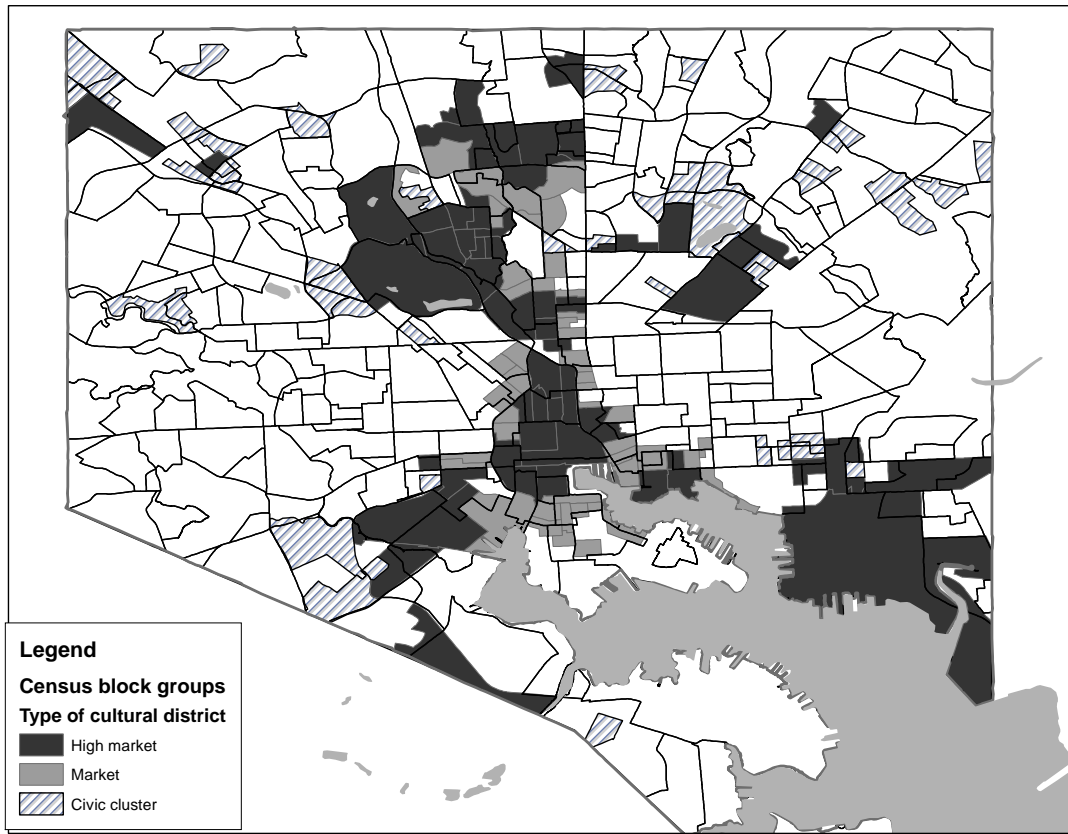 Legend
Census block groups
Type of cultural district
High market
Market
Civic cluster